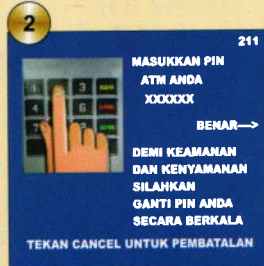 2
211
MASUKKAN PIN
ATM ANDA
XXXXXX
BENAR—>
DEMI KEAMANAN
DAN KENYAMANAN
SILAHKAN
GANTI PIN ANDA
SECARA BERKALA
TEKAN CANCEL UNTUK PEMBATALAN